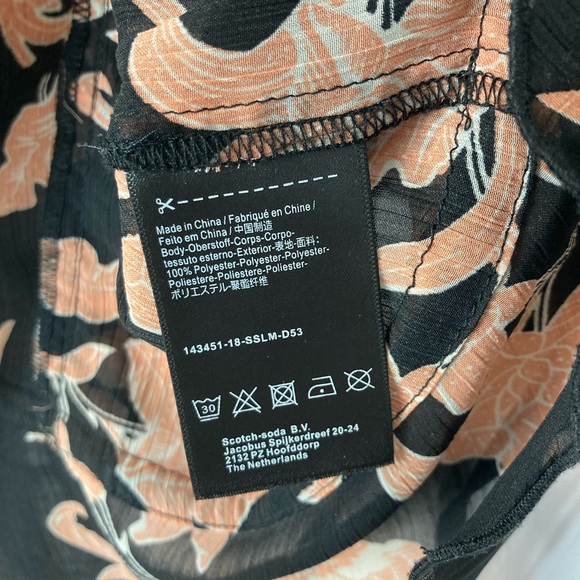 Made in China / Fabriqué en Chine /
Feito em China / 中国制造
Body-Oberstoff-Corps-Corpo-
tessuto esterno-Exterior-表地-面料:
100% Polyester-Polyester-Polyester-
Poliestere-Poliestere-Poliester-
ポリエステル-聚酯纤维
143451-18-SSLM-D53
30
Scotch-soda B.V.
Jacobus Spijkerdreef 20-24
2132 PZ Hoofddorp
The Netherlands